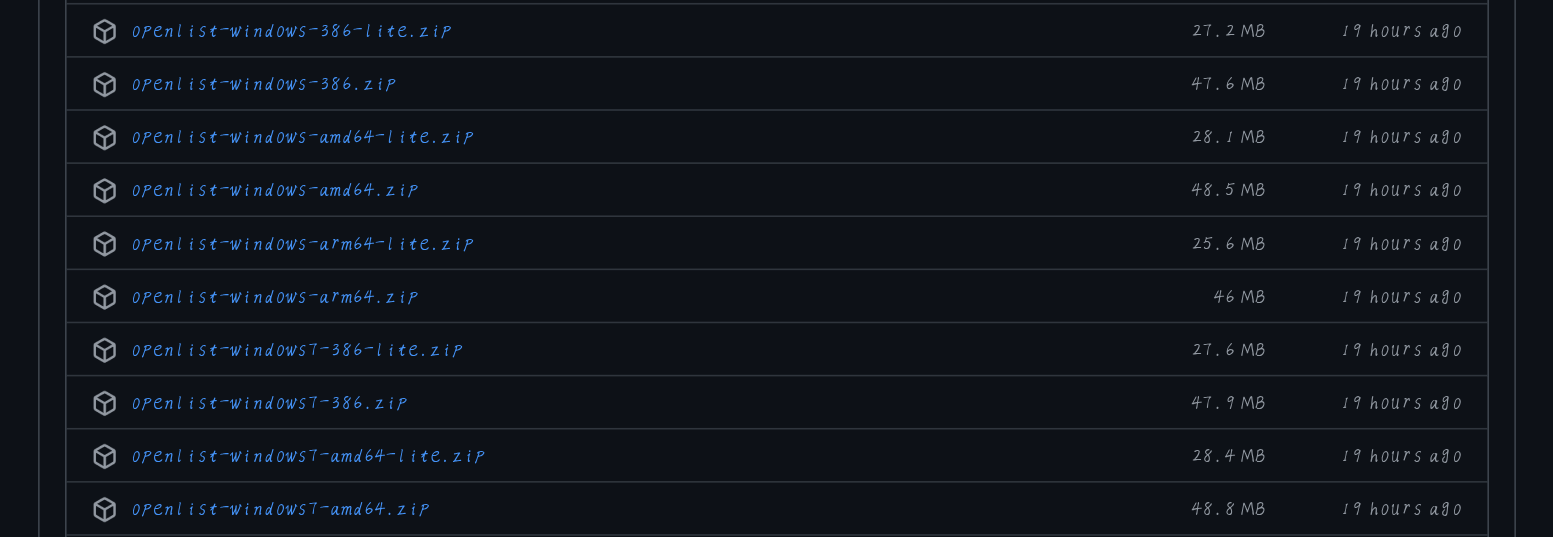 openlist-windows-386-lite.zip 27.2 MB 19 hours ago
openlist-windows-386.zip 47.6 MB 19 hours ago
openlist-windows-amd64-lite.zip 28.1 MB 19 hours ago
openlist-windows-amd64.zip 48.5 MB 19 hours ago
openlist-windows-arm64-lite.zip 25.6 MB 19 hours ago
openlist-windows-arm64.zip 46 MB 19 hours ago
openlist-windows7-386-lite.zip 27.6 MB 19 hours ago
openlist-windows7-386.zip 47.9 MB 19 hours ago
openlist-windows7-amd64-lite.zip 28.4 MB 19 hours ago
openlist-windows7-amd64.zip 48.8 MB 19 hours ago